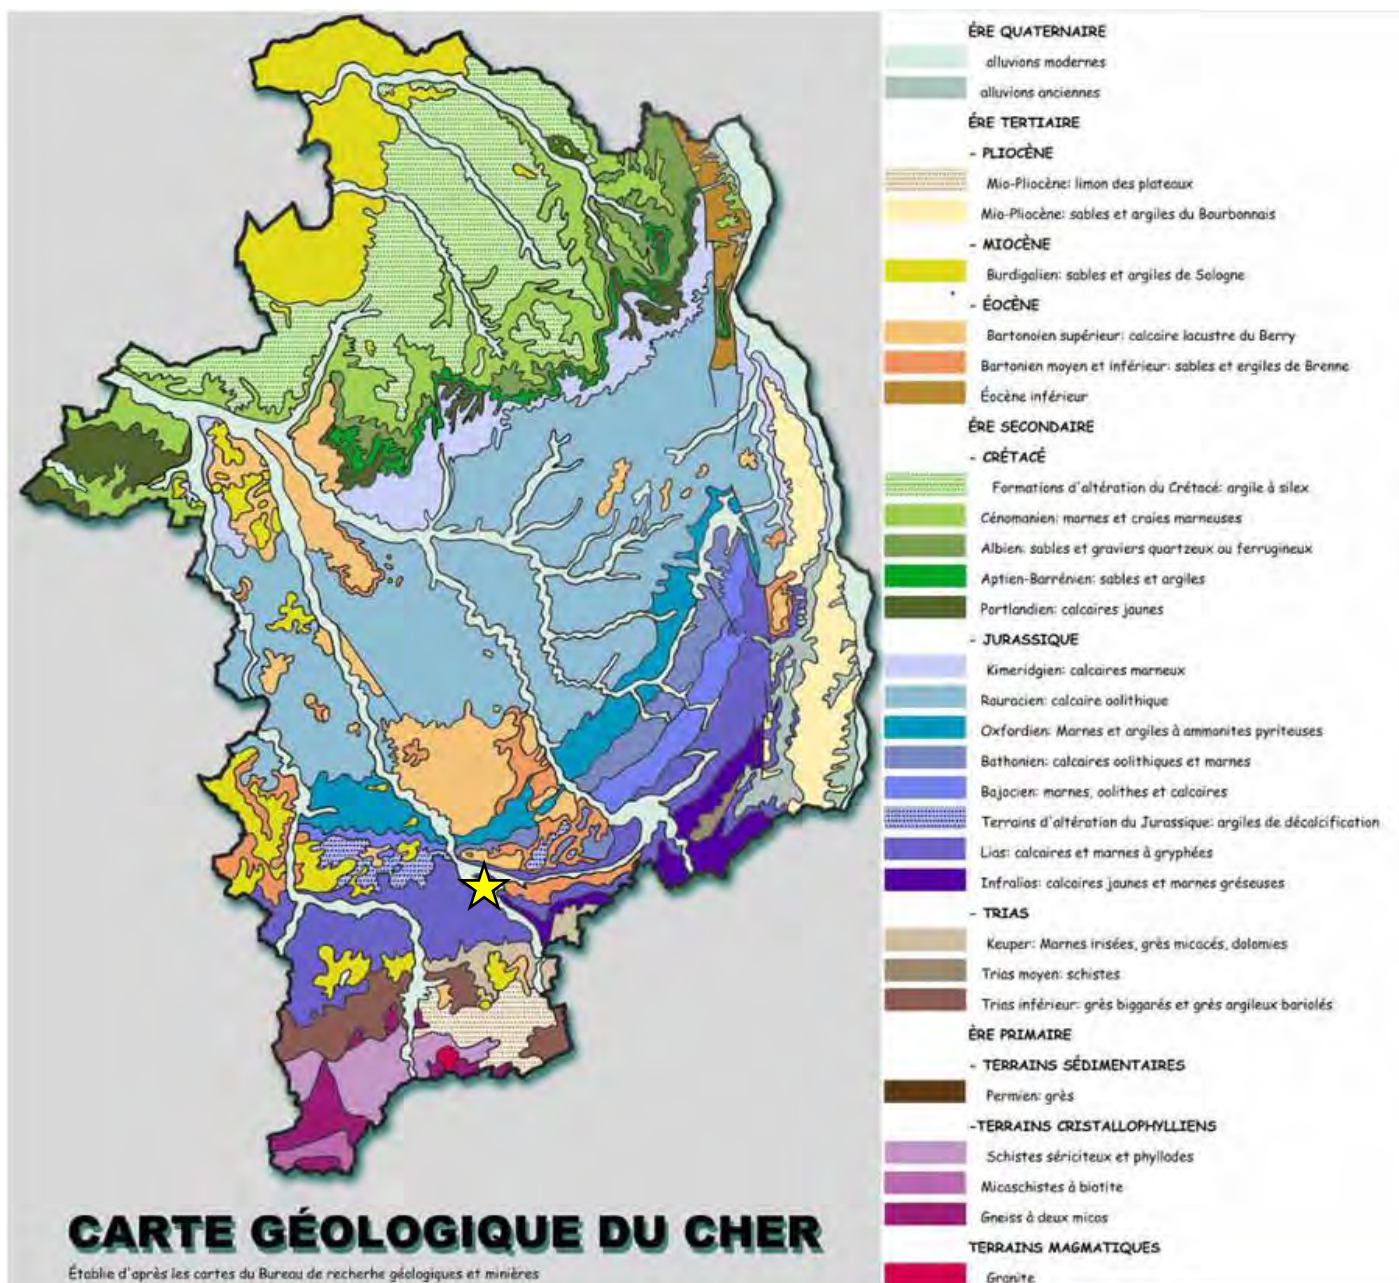 ÉRE QUATERNAIRE
alluvions modernes
alluvions anciennes
ÉRE TERTIAIRE
- PLIOCÈNE
Mio-Pliocène: limon des plateaux
Mio-Pliocène: sables et argiles du Bourbonnais
- MIOCÈNE
Burdigalien: sables et argiles de Sologne
- ÉOCÈNE
Bartonoien supérieur: calcaire lacustre du Berry
Bartonien moyen et inférieur: sables et ergiles de Brenne
Éocène inférieur
ÉRE SECONDAIRE
- CRÉTACÉ
Formations d'altération du Crétacé: argile à silex
Cénomanien: marnes et craies marneuses
Albien: sables et graviers quartzeux ou ferrugineux
Aptien-Barrénien: sables et argiles
Portlandien: calcaires jaunes
- JURASSIQUE
Kimeridgien: calcaires marneux
Rauracien: calcaire oolithique
Oxfordien: Marnes et argiles à ammonites pyriteuses
Bathonien: calcaires oolithiques et marnes
Bajocien: marnes, oolithes et calcaires
Terrains d'altération du Jurassique: argiles de décalcification
Lias: calcaires et marnes à gryphées
Infralias: calcaires jaunes et marnes gréseuses
- TRIAS
Keuper: Marnes irisées, grès micacés, dolomies
Trias moyen: schistes
Trias inférieur: grès biggarés et grès argileux bariolés
ÈRE PRIMAIRE
- TERRAINS SÉDIMENTAIRES
Permien: grès
-TERRAINS CRISTALLOPHYLLIENS
Schistes sériciteux et phyllades
Micaschistes à biotite
Gneiss à deux micas
TERRAINS MAGMATIQUES
Granite
CARTE GÉOLOGIQUE DU CHER
Établie d'après les cartes du Bureau de recherhe géologiques et minières